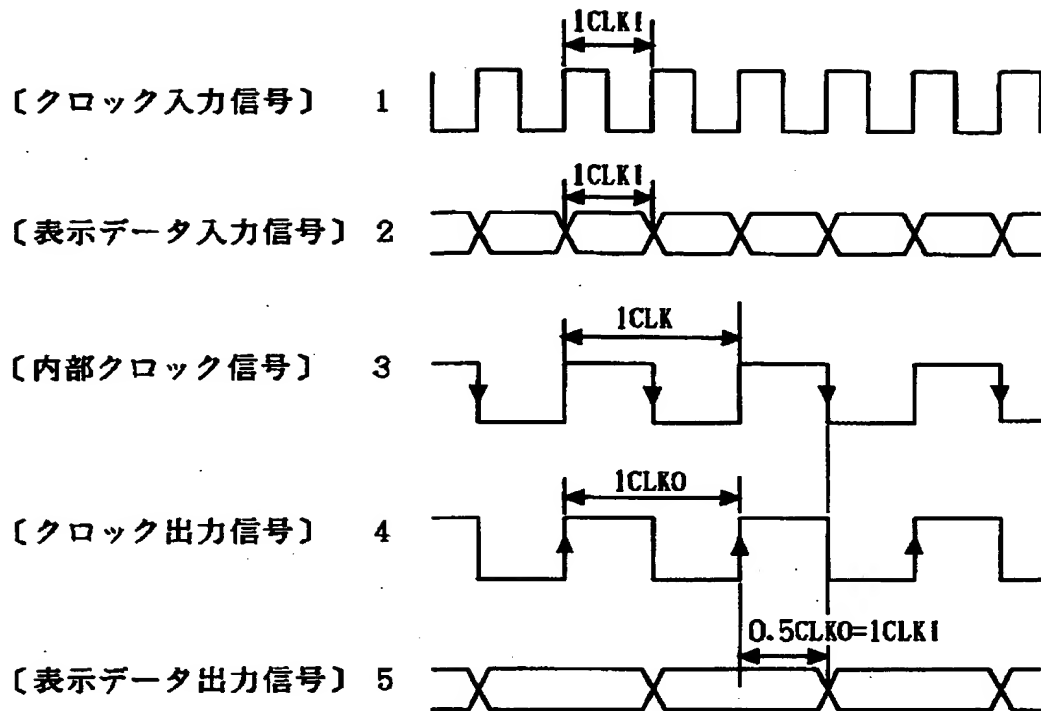 1CLKI
〔クロック入力信号〕 1
1CLKI
〔表示データ入力信号〕 2
1CLK
〔内部クロック信号〕 3
1CLKO
〔クロック出力信号〕 4
0.5CLKO=1CLKI
〔表示データ出力信号〕 5